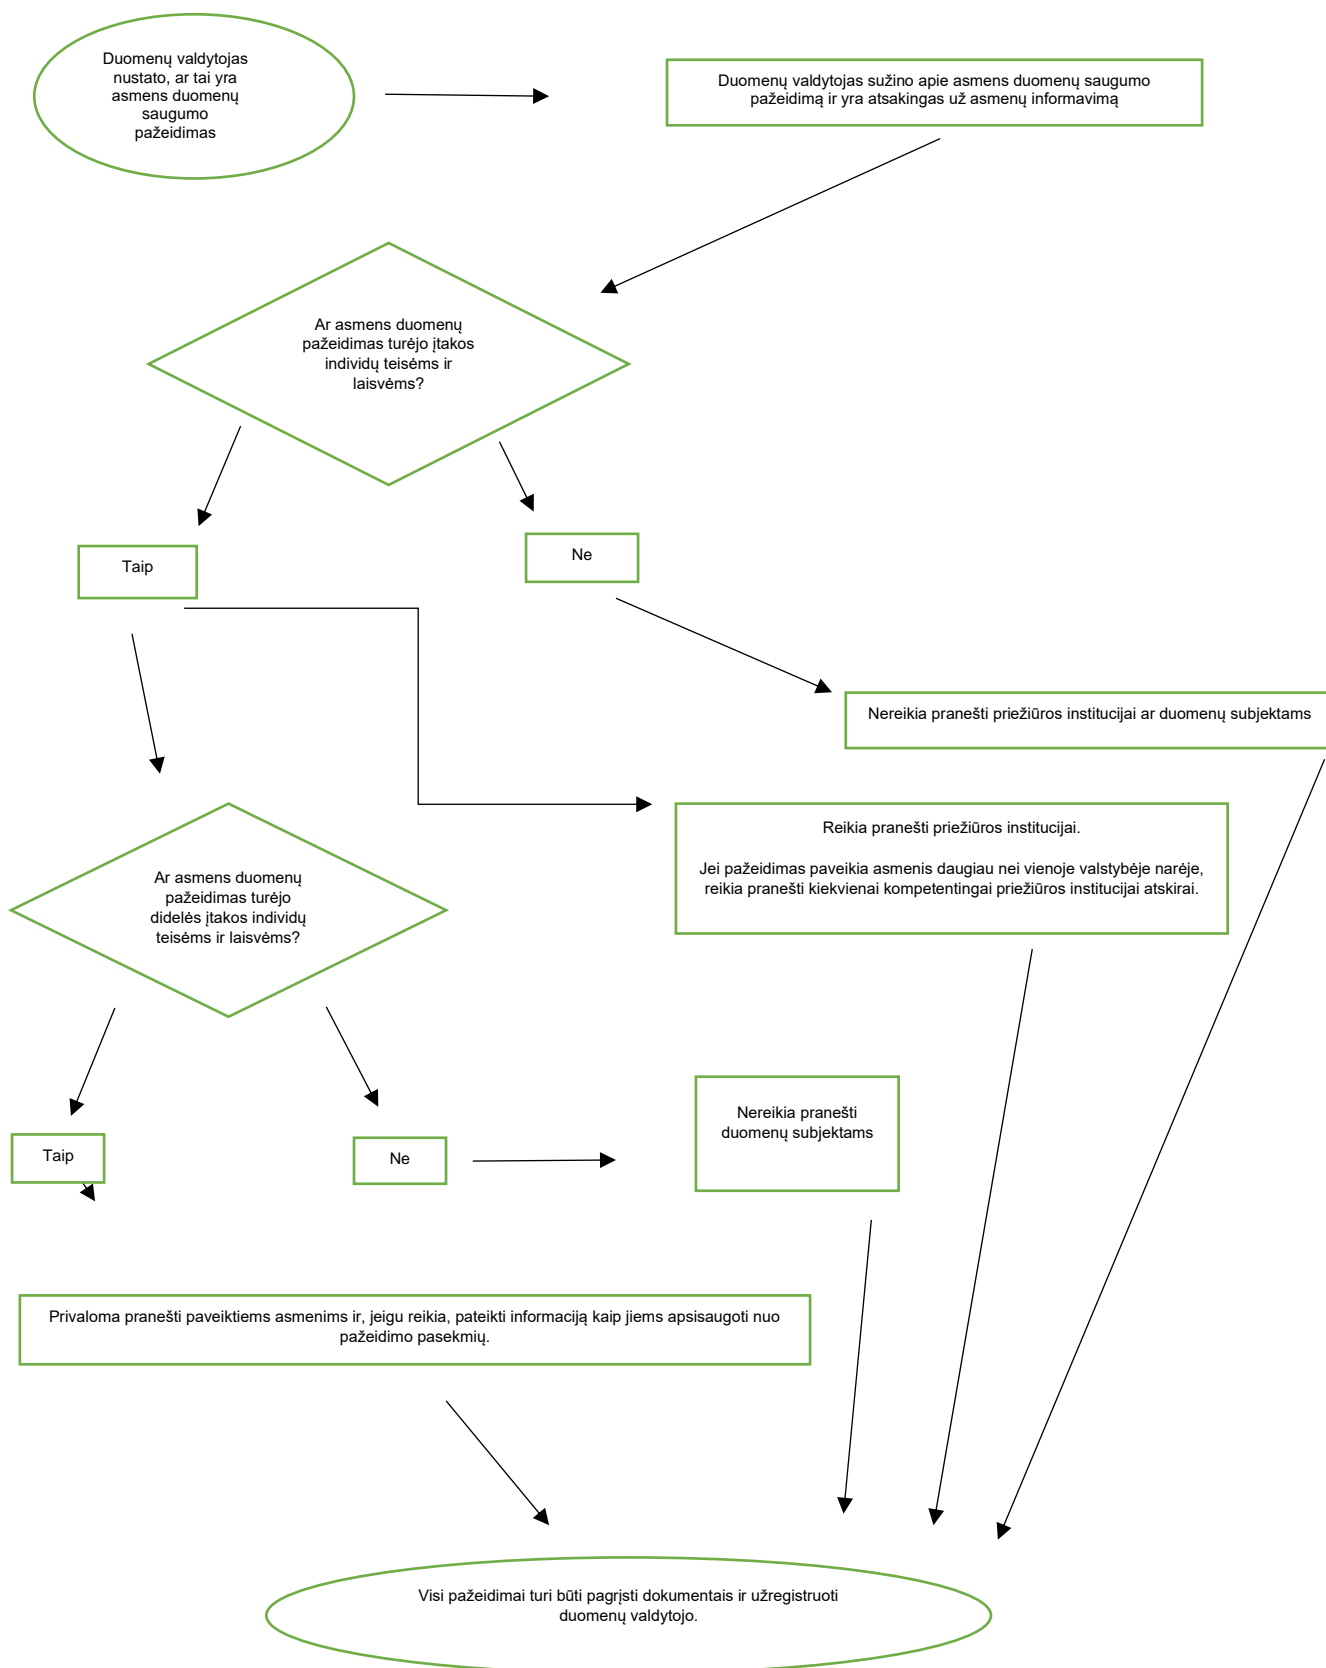 Duomenų valdytojas
nustato, ar tai yra
asmens duomenų
saugumo
pažeidimas
Duomenų valdytojas sužino apie asmens duomenų saugumo
pažeidimą ir yra atsakingas už asmenų informavimą
Ar asmens duomenų
pažeidimas turėjo įtakos
individų teisėms ir
laisvėms?
Taip
Ne
Nereikia pranešti priežiūros institucijai ar duomenų subjektams
Reikia pranešti priežiūros institucijai.
Jei pažeidimas paveikia asmenis daugiau nei vienoje valstybėje narėje,
reikia pranešti kiekvienai kompetentingai priežiūros institucijai atskirai.
Ar asmens duomenų
pažeidimas turėjo
didelės įtakos individų
teisėms ir laisvėms?
Taip
Ne
Nereikia pranešti
duomenų subjektams
Privaloma pranešti paveiktiems asmenims ir, jeigu reikia, pateikti informaciją kaip jiems apsisaugoti nuo
pažeidimo pasekmių.
Visi pažeidimai turi būti pagrįsti dokumentais ir užregistruoti
duomenų valdytojo.